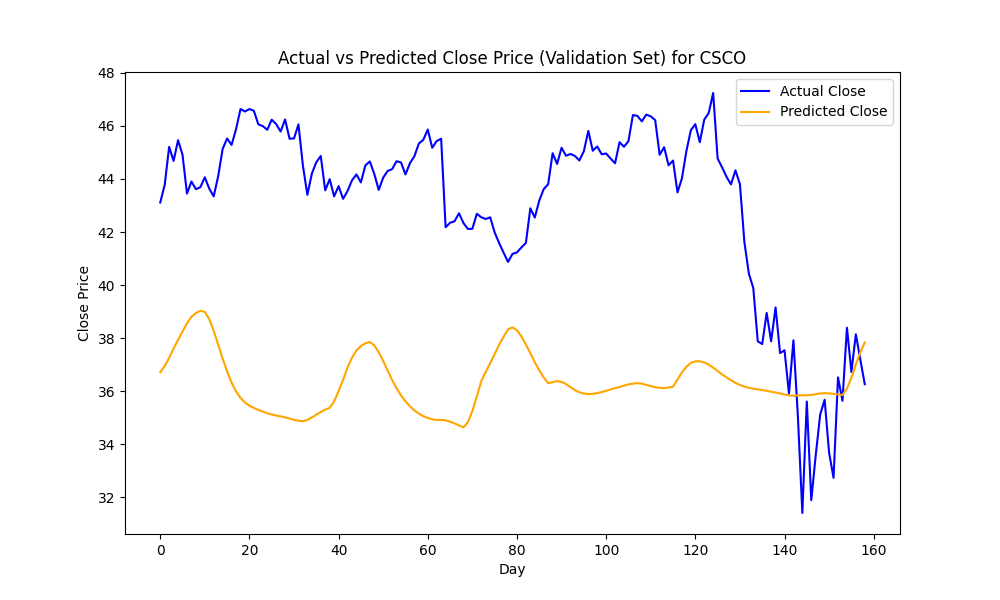 Actual vs Predicted Close Price (Validation Set) for CSCO
Actual Close
Predicted Close
Close Price
48
46
44
42
40
38
36
34
32
0 20 40 60 80 100 120 140 160
Day